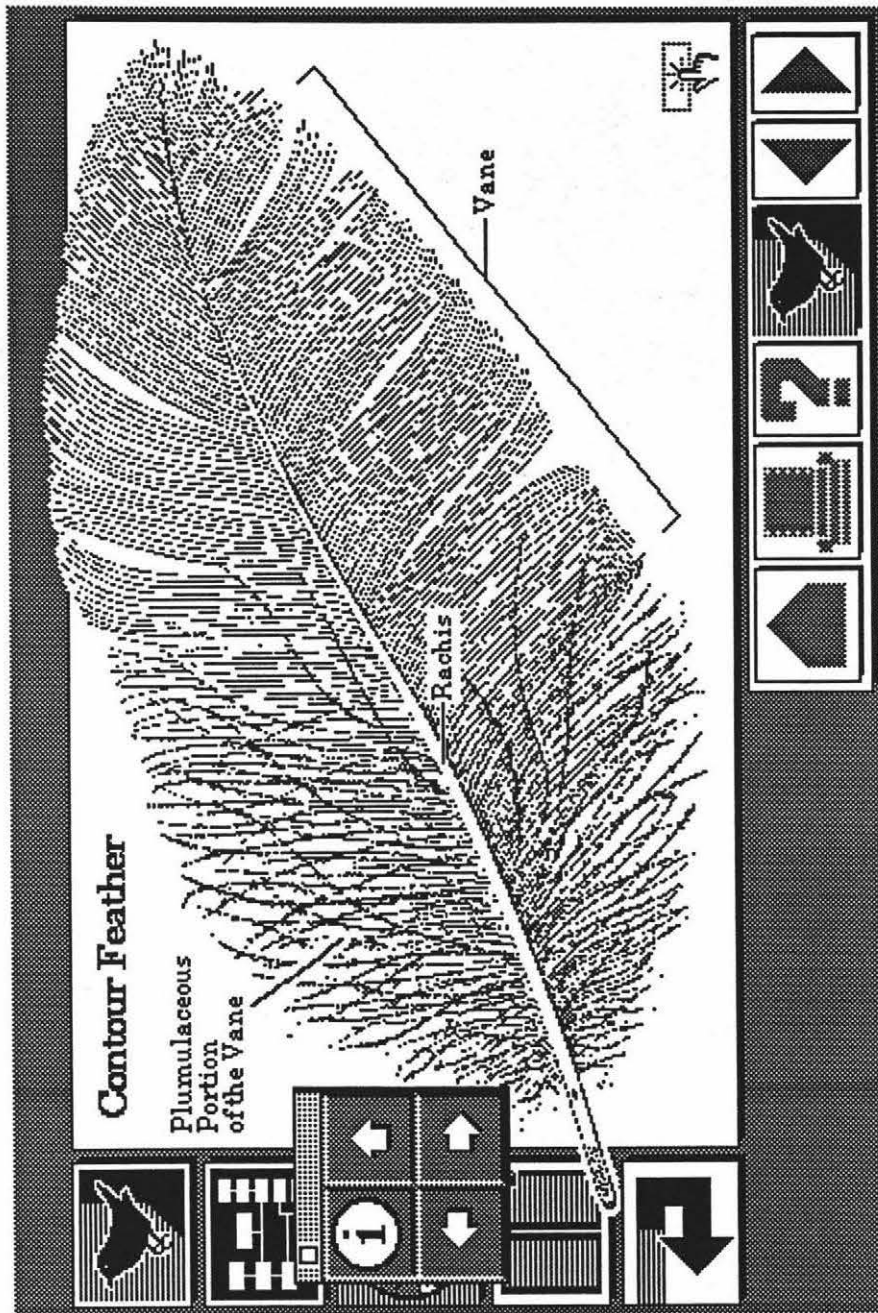 Contour Feather
Plumulaceous
Portion
of the Vane
Rachis
Vane
i
?